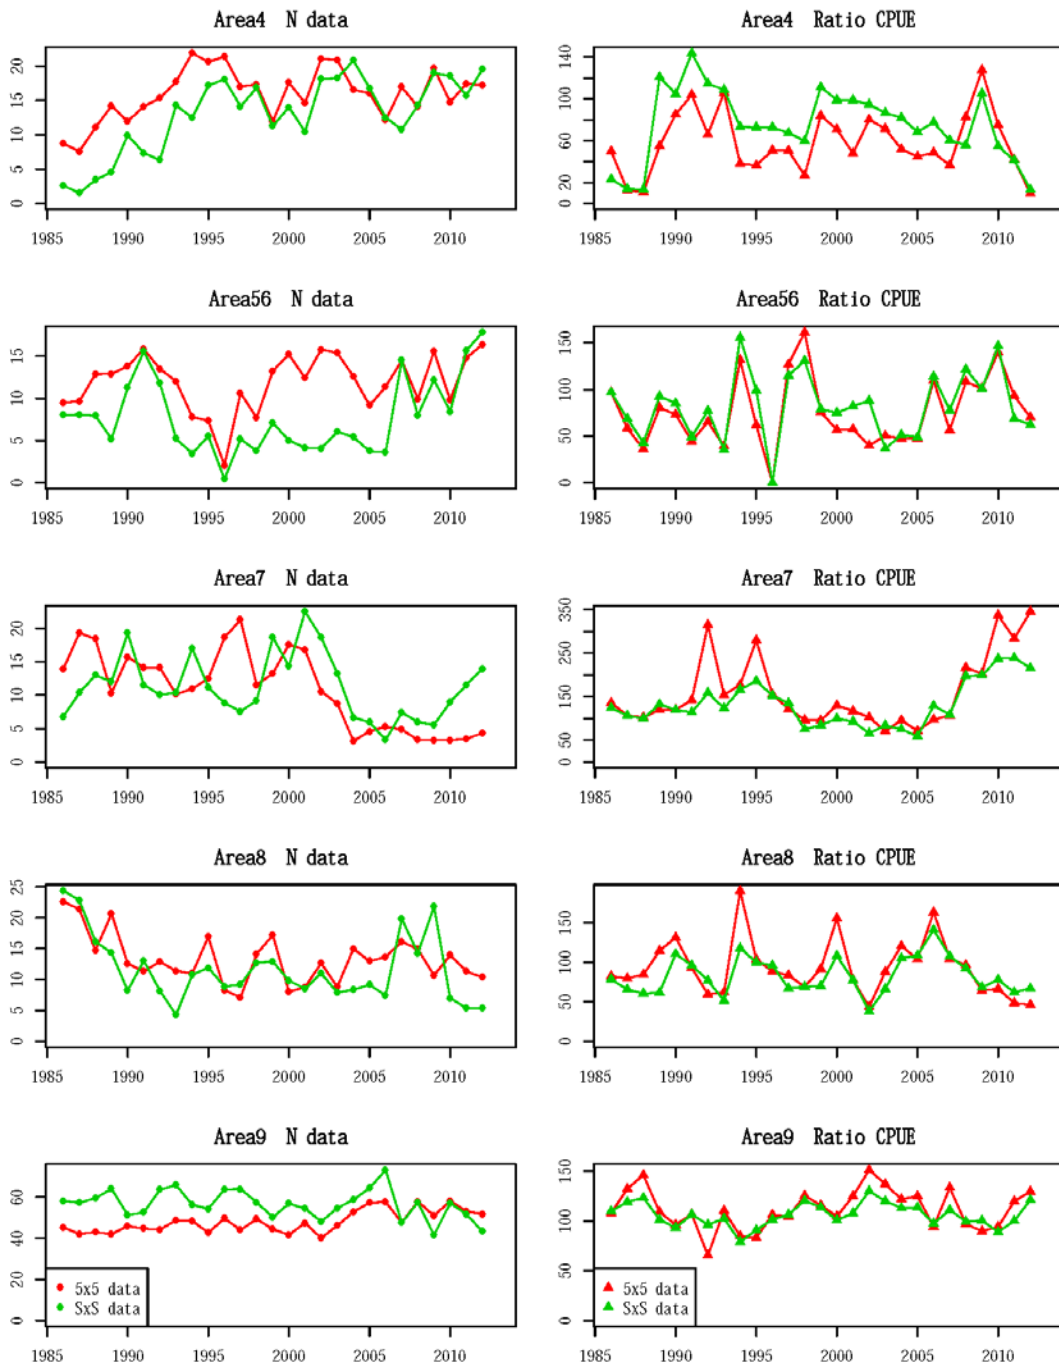 Area4 N data
Area4 Ratio CPUE
0 5 10 15 20
0 20 60 100 140
1985 1990 1995 2000 2005 2010
1985 1990 1995 2000 2005 2010
Area56 N data
Area56 Ratio CPUE
0 5 10 15
0 50 100 150
1985 1990 1995 2000 2005 2010
1985 1990 1995 2000 2005 2010
Area7 N data
Area7 Ratio CPUE
0 5 10 15 20
0 50 150 250 350
1985 1990 1995 2000 2005 2010
1985 1990 1995 2000 2005 2010
Area8 N data
Area8 Ratio CPUE
0 5 10 15 20 25
0 50 100 150
1985 1990 1995 2000 2005 2010
1985 1990 1995 2000 2005 2010
Area9 N data
Area9 Ratio CPUE
0 20 40 60
0 50 100 150
5x5 data
SxS data
5x5 data
SxS data
1985 1990 1995 2000 2005 2010
1985 1990 1995 2000 2005 2010